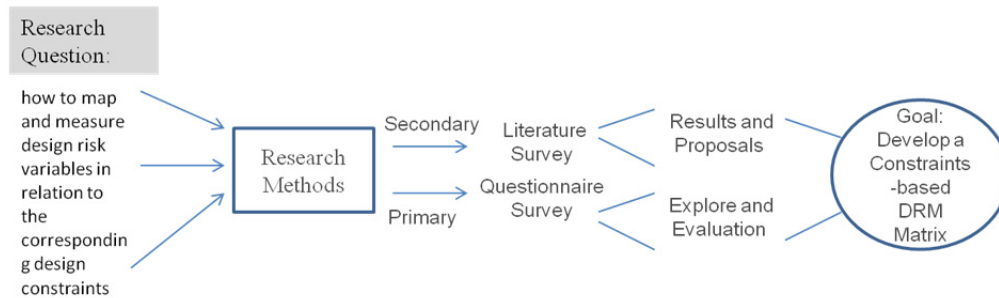 Research
Question:
how to map
and measure
design risk
variables in
relation to
the
correspondin
g design
constraints
Research
Methods
Secondary
Primary
Literature
Survey
Questionnaire
Survey
Results and
Proposals
Explore and
Evaluation
Goal:
Develop a
Constraints
-based
DRM
Matrix